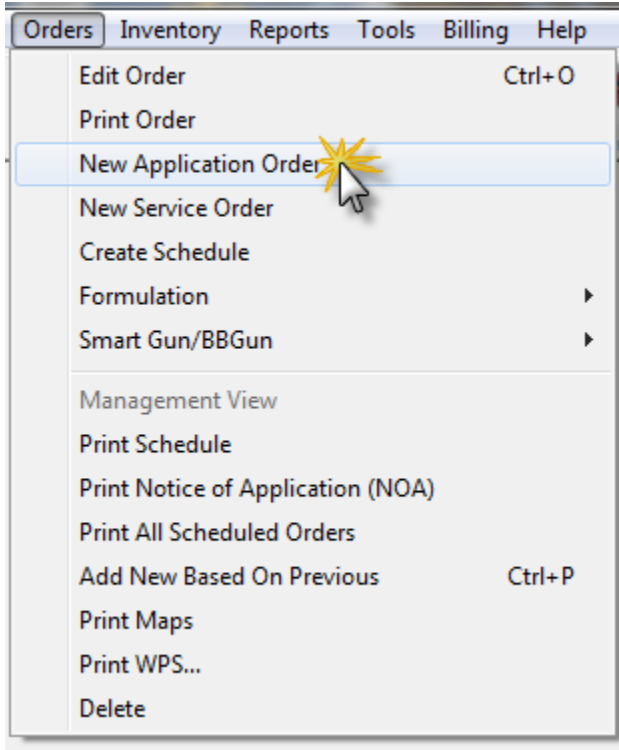 Orders Inventory Reports Tools Billing Help
Edit Order Ctrl+O
Print Order
New Application Order
New Service Order
Create Schedule
Formulation
Smart Gun/BBGun
Management View
Print Schedule
Print Notice of Application (NOA)
Print All Scheduled Orders
Add New Based On Previous Ctrl+P
Print Maps
Print WPS...
Delete